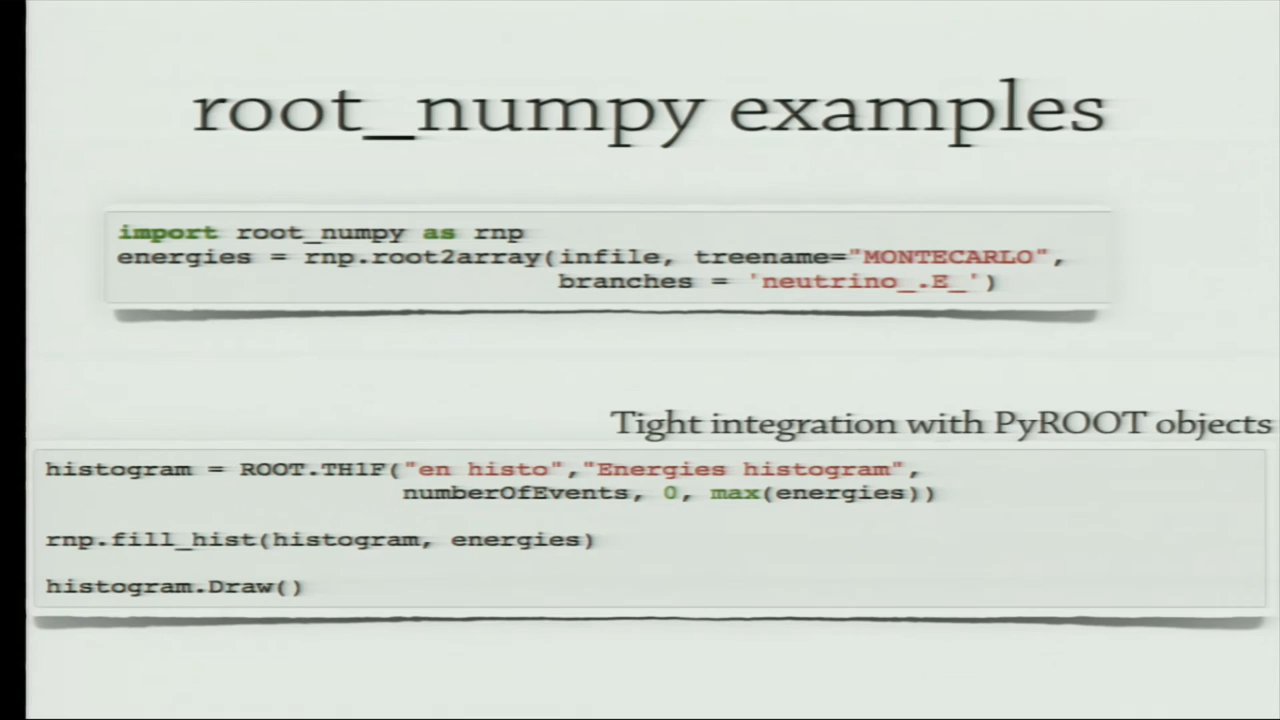 root_numpy examples
import root_numpy as rnp
energies = rnp.root2array(infile, treename="MONTECARLO",
branches = 'neutrino_.E_')
Tight integration with PyROOT objects
histogram = ROOT.TH1F("en histo","Energies histogram",
numberOfEvents, 0, max(energies))
rnp.fill_hist(histogram, energies)
histogram.Draw()